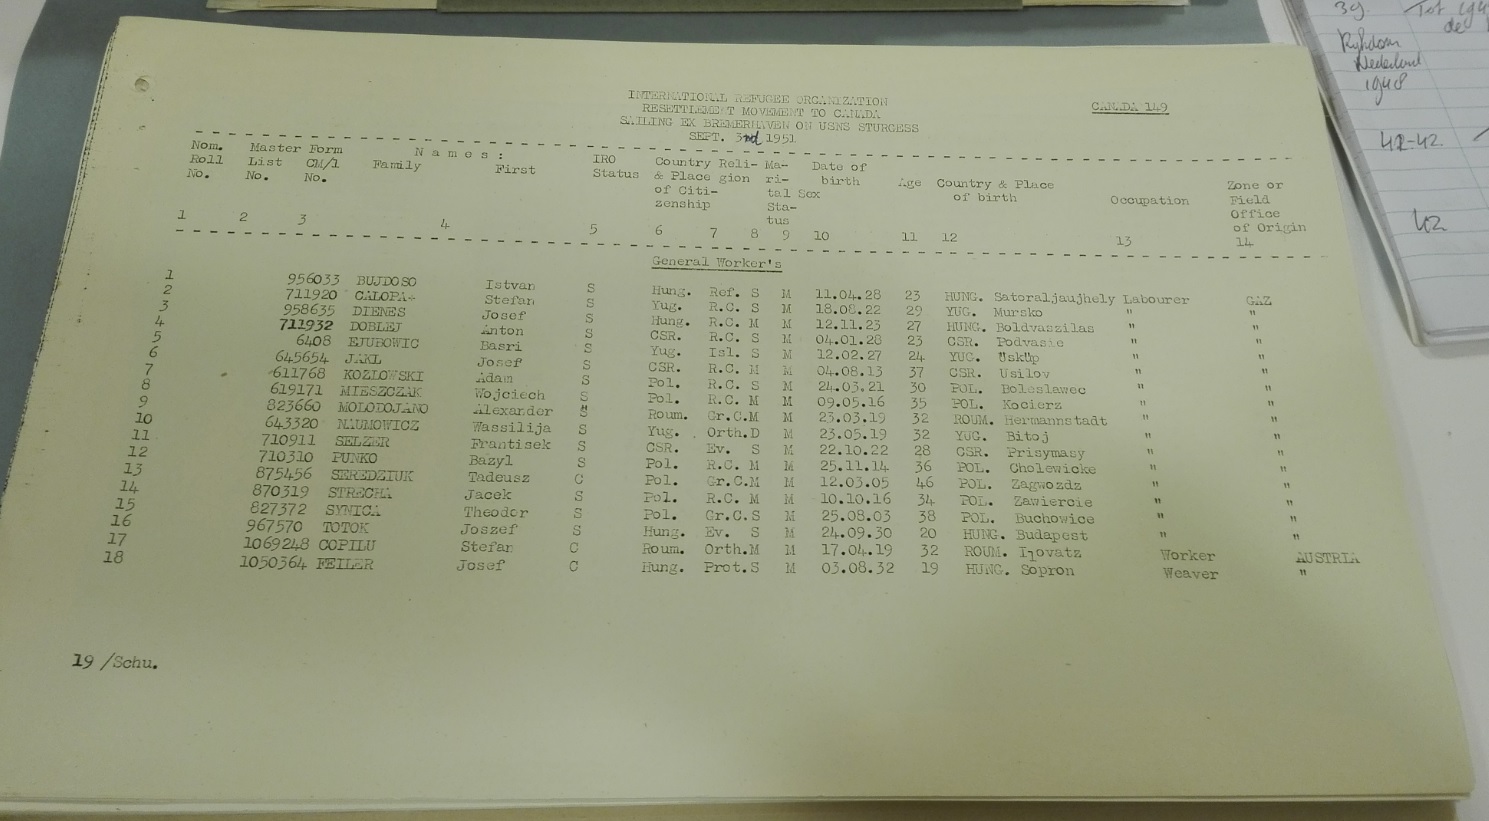 INTERNATIONAL REFUGEE ORGANIZATION
RESETTLEMENT MOVEMENT TO CANADA
SAILING EX BREMERHAVEN ON USNS STURGESS
SEPT. 3nd 1951
CANADA 149
Nom. Roll No. Master List No. Form CM/1 No. Names: Family First IRO Status Country & Place of Citizenship Religion Marital Status Sex Date of birth Age Country & Place of birth Occupation Zone or Field Office of Origin
1 2 3 4 5 6 7 8 9 10 11 12 13 14
General Worker's
1 956033 BUJDOSO Istvan S Hung. Ref. S M 11.04.28 23 HUNG. Satoraljaujhely Labourer GAZ
2 711920 CALOPA Stefan S Yug. R.C. S M 18.08.22 29 YUG. Mursko " "
3 958635 DIENES Josef S Hung. R.C. M M 12.11.23 27 HUNG. Boldvaszilas " "
4 711932 DOBLEJ Anton S CSR. R.C. S M 04.01.28 23 CSR. Podvasie " "
5 6408 EJUBOWIC Basri S Yug. Isl. S M 12.02.27 24 YUG. Usküp " "
6 645654 JAKL Josef S CSR. R.C. M M 04.08.13 37 CSR. Usilov " "
7 611768 KOZLOWSKI Adam S Pol. R.C. S M 24.03.21 30 POL. Boleslawec " "
8 619171 MIESZCZAK Wojciech S Pol. R.C. M M 09.05.16 35 POL. Kocierz " "
9 823660 MOLODOJANO Alexander S Roum. Gr.C. M M 23.03.19 32 ROUM. Hermannstadt " "
10 643320 NAUMOWICZ Wassilija S Yug. Orth. D M 23.05.19 32 YUG. Bitoj " "
11 710911 SELZER Frantisek S CSR. Ev. S M 22.10.22 28 CSR. Prisymasy " "
12 710310 PUNKO Bazyl S Pol. R.C. M M 25.11.14 36 POL. Cholewicke " "
13 875456 SEREDZIUK Tadeusz C Pol. Gr.C. M M 12.03.05 46 POL. Zagwozdz " "
14 870319 STRECHA Jacek S Pol. R.C. M M 10.10.16 34 POL. Zawiercie " "
15 827372 SYNICA Theodor S Pol. Gr.C. S M 25.08.03 38 POL. Buchowice " "
16 967570 TOTOK Joszef S Hung. Ev. S M 24.09.30 20 HUNG. Budapest " "
17 1069248 COPILU Stefan C Roum. Orth. M M 17.04.19 32 ROUM. Ijovatz Worker AUSTRIA
18 1050364 FEILER Josef C Hung. Prot. S M 03.08.32 19 HUNG. Sopron Weaver "
19 /Schu.
39.
Tot
de
Nederland
1948
42-42.
42